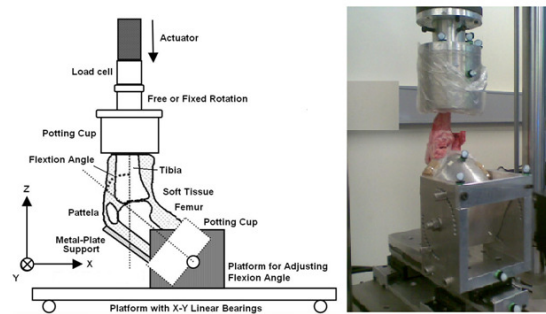 Actuator
Load cell
Free or Fixed Rotation
Potting Cup
Flextion Angle
Tibia
Soft Tissue
Femur
Pattela
Potting Cup
Z
Metal-Plate
Support
X
Y
Platform for Adjusting
Flexion Angle
Platform with X-Y Linear Bearings